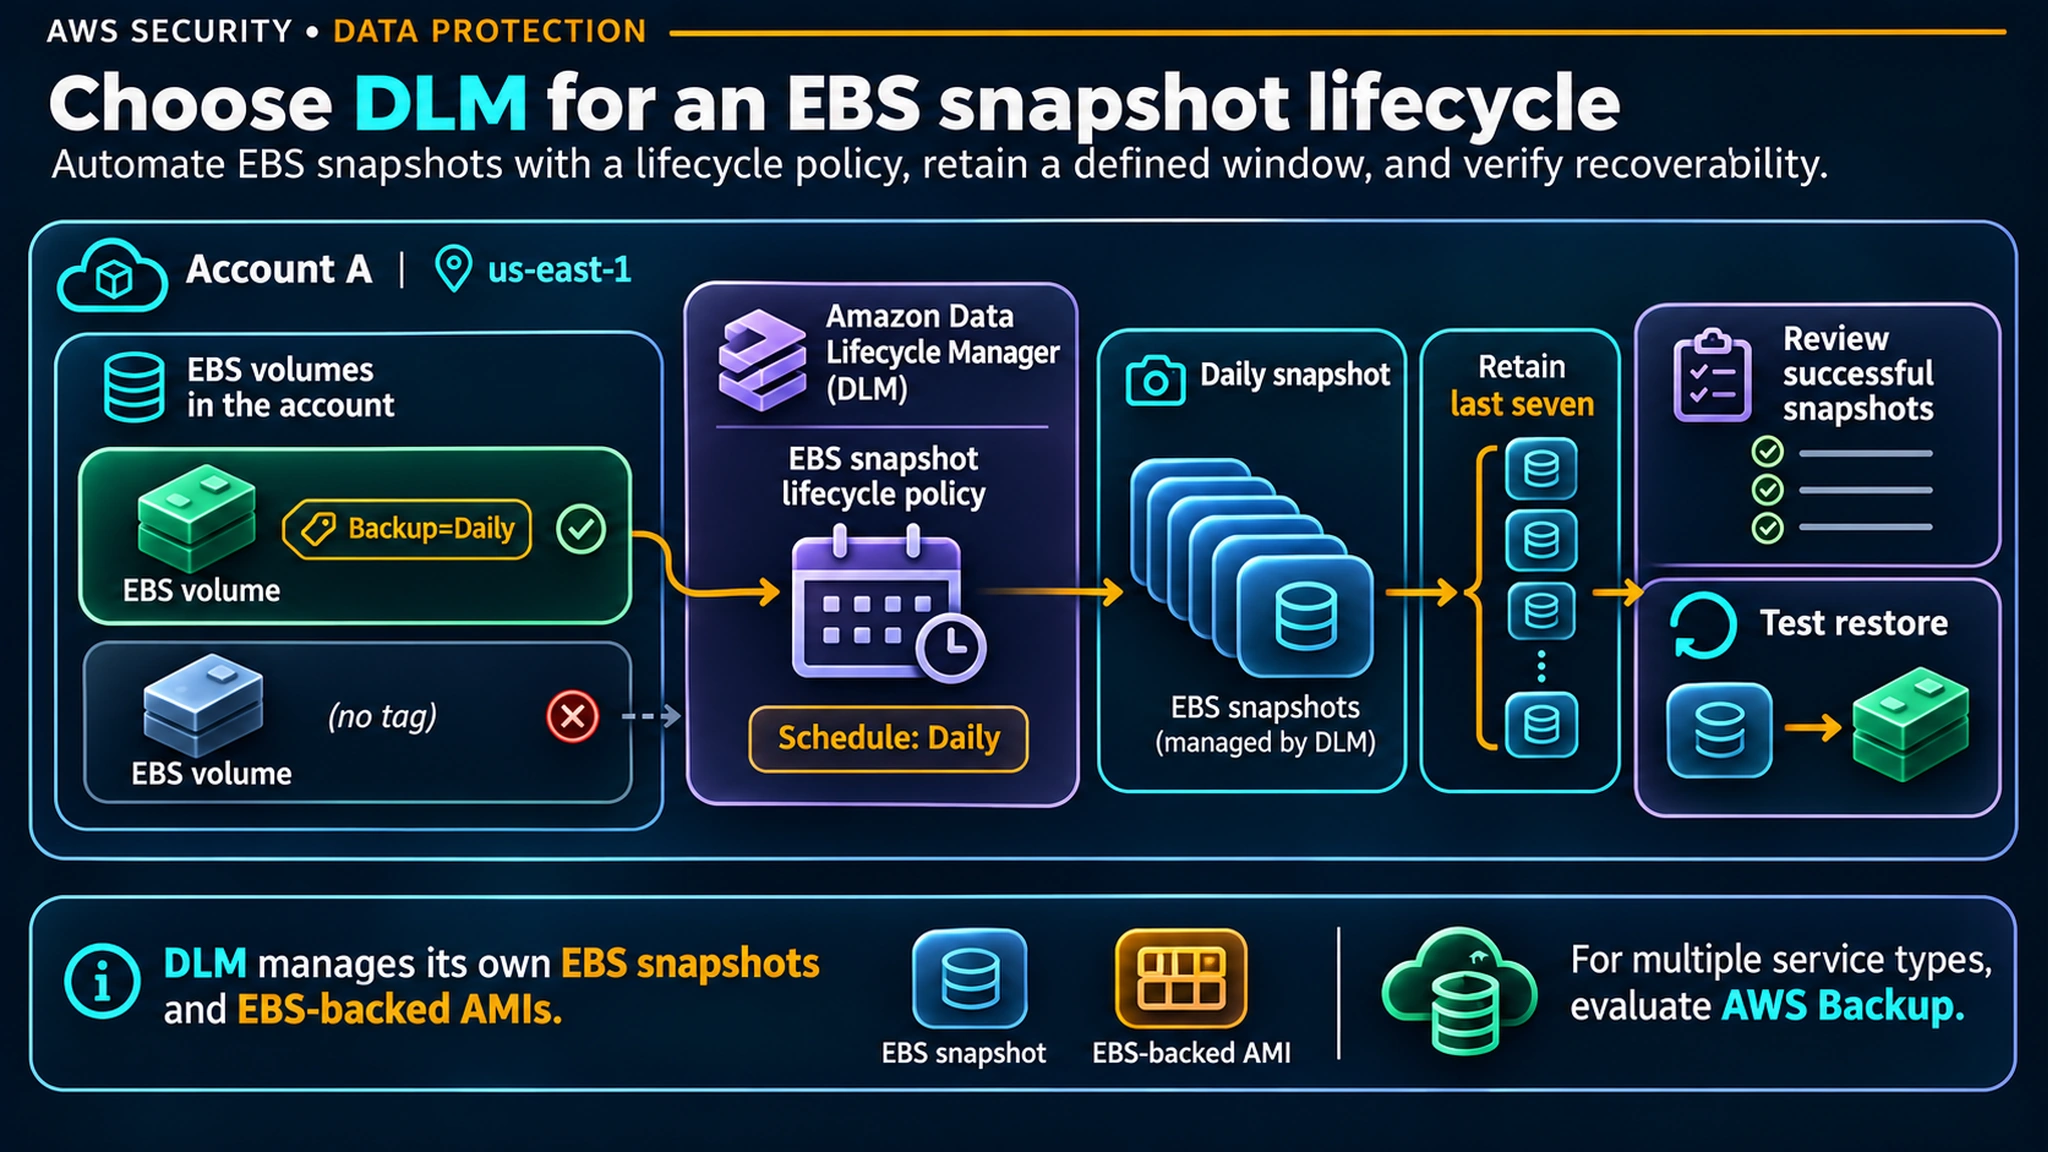 AWS SECURITY • DATA PROTECTION
Choose DLM for an EBS snapshot lifecycle
Automate EBS snapshots with a lifecycle policy, retain a defined window, and verify recoverability.
Account A | us-east-1
EBS volumes
in the account
Backup=Daily
EBS volume
(no tag)
EBS volume
Amazon Data
Lifecycle Manager
(DLM)
EBS snapshot
lifecycle policy
Schedule: Daily
Daily snapshot
EBS snapshots
(managed by DLM)
Retain
last seven
Review
successful
snapshots
Test restore
DLM manages its own EBS snapshots
and EBS-backed AMIs.
EBS snapshot
EBS-backed AMI
For multiple service types,
evaluate AWS Backup.